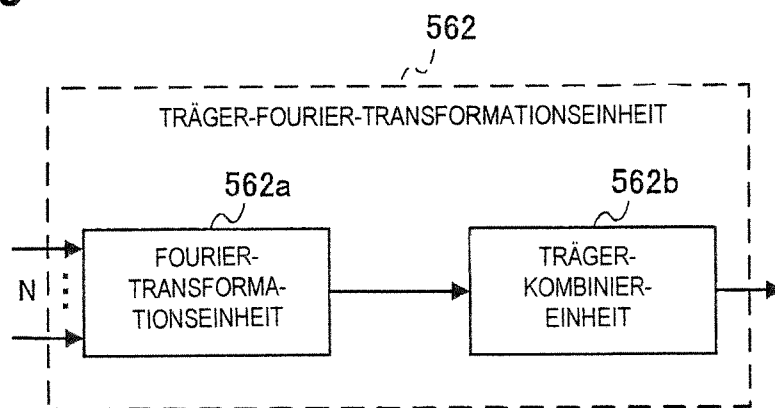 562
TRÄGER-FOURIER-TRANSFORMATIONSEINHEIT
562a
562b
FOURIER-
TRANSFORMA-
TIONSEINHEIT
TRÄGER-
KOMBINIER-
EINHEIT
N